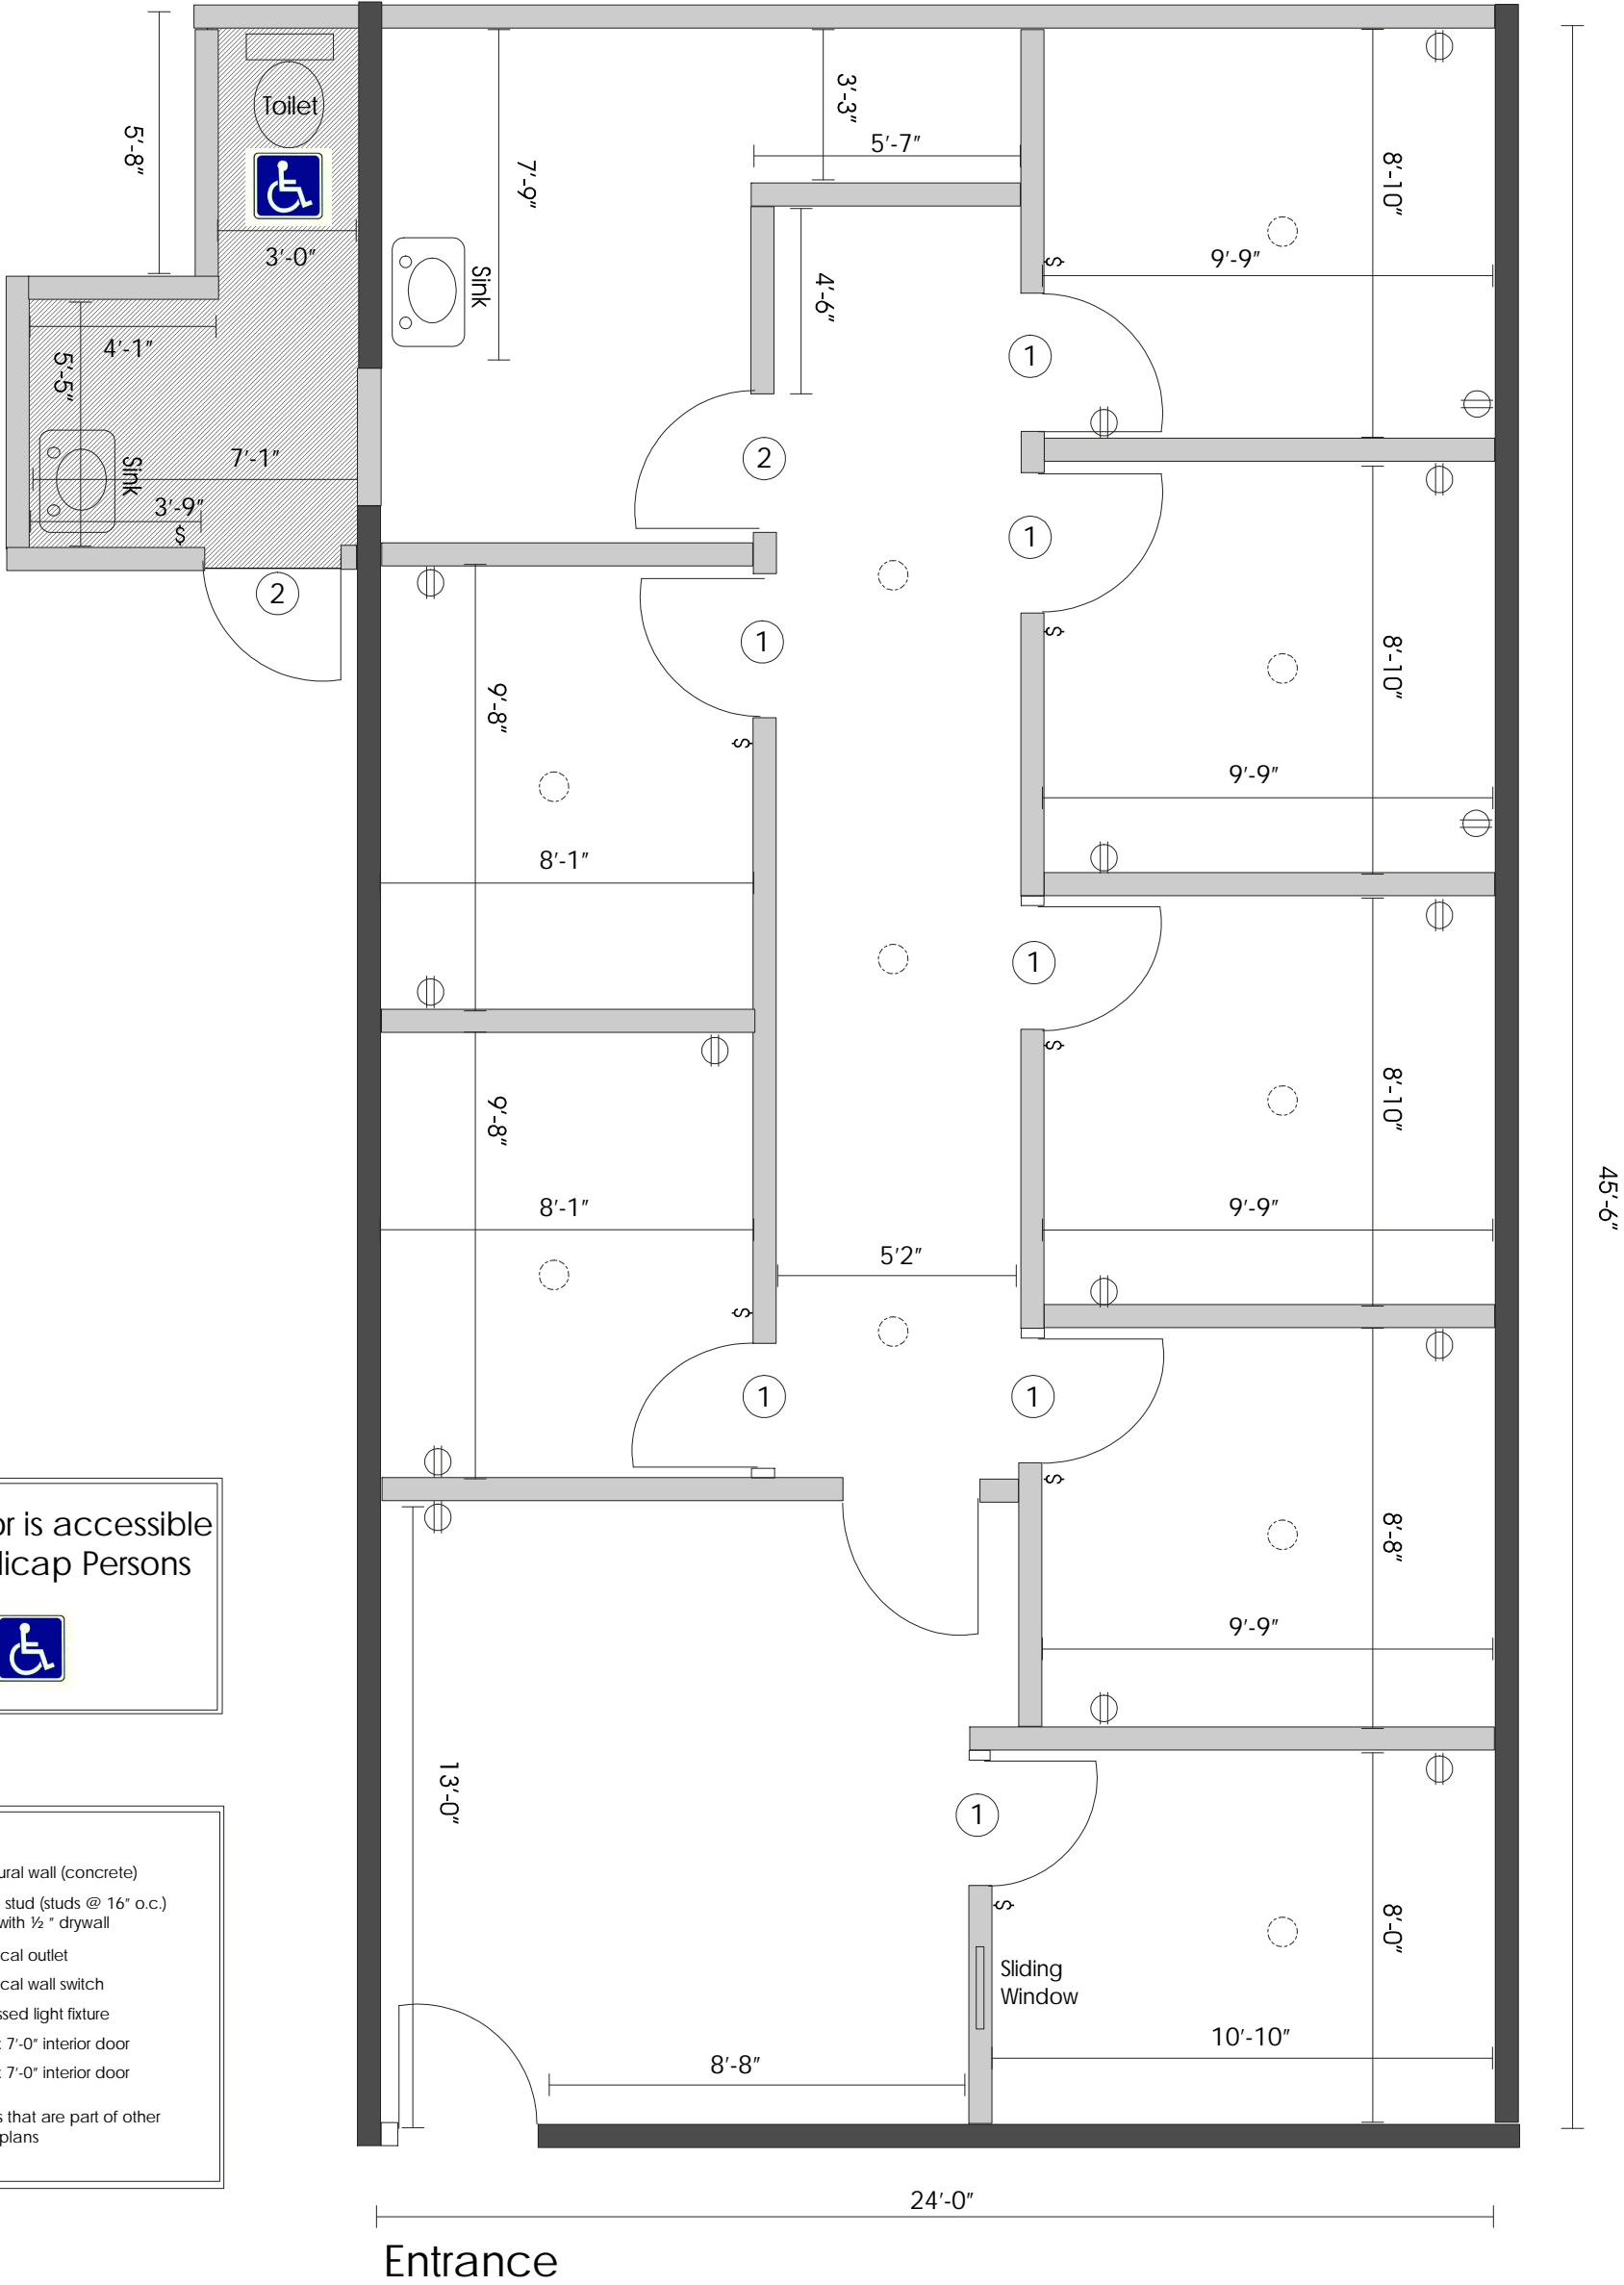 Toilet
5'-8"
3'-0"
4'-1"
5'-5"
7'-1"
3'-9"
Sink
$
2
7'-9"
Sink
3'-3"
5'-7"
4'-6"
2
8'-10"
9'-9"
$
1
1
$
8'-10"
9'-9"
1
9'-8"
$
8'-1"
1
$
8'-10"
9'-9"
9'-8"
8'-1"
$
5'2"
1
1
$
8'-8"
9'-9"
45'-6"
13'-0"
1
$
Sliding
Window
8'-0"
10'-10"
8'-8"
24'-0"
Entrance
or is accessible
dicap Persons
ural wall (concrete)
stud (studs @ 16" o.c.)
with ½ " drywall
cal outlet
cal wall switch
ssed light fixture
x 7'-0" interior door
x 7'-0" interior door
s that are part of other
plans